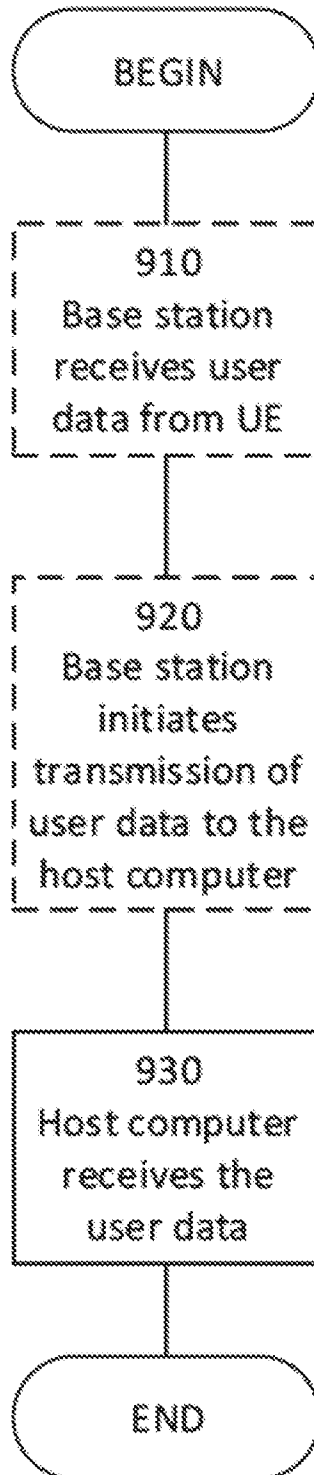 BEGIN
910
Base station
receives user
data from UE
920
Base station
initiates
transmission of
user data to the
host computer
930
Host computer
receives the
user data
END